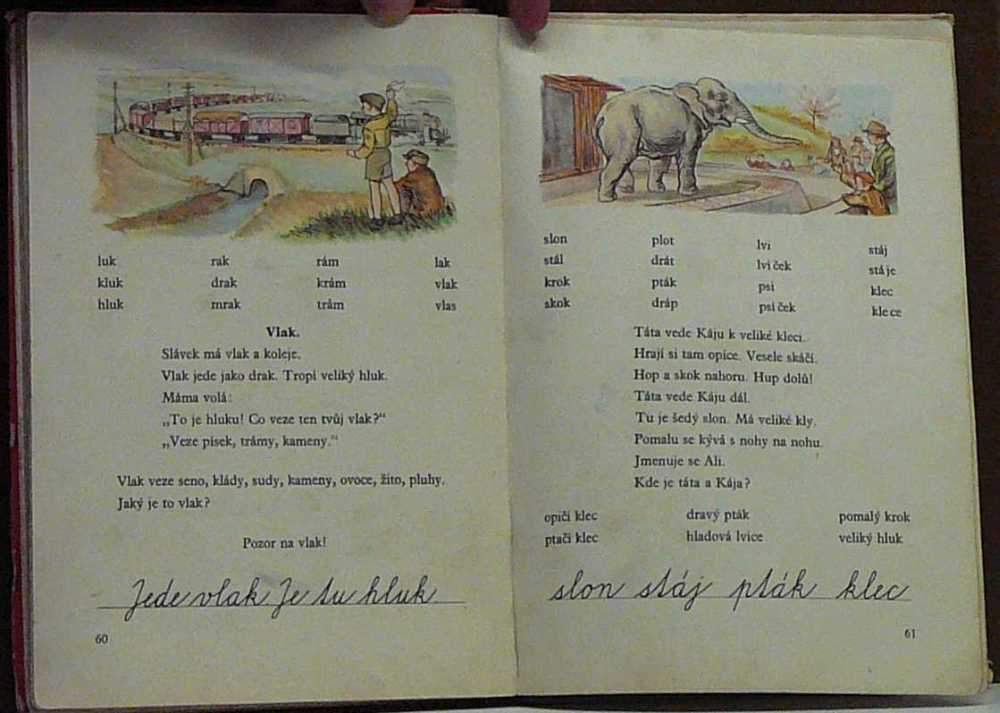 luk rak rám lak
kluk drak krám vlak
hluk mrak trám vlas
Vlak.
Slávek má vlak a koleje.
Vlak jede jako drak. Tropí veliký hluk.
Máma volá:
„To je hluku! Co veze ten tvůj vlak?“
„Veze písek, trámy, kameny.“
Vlak veze seno, klády, sudy, kameny, ovoce, žito, pluhy.
Jaký je to vlak?
Pozor na vlak!
Jede vlak Je tu hluk
60
slon plot lvi stáj
stál drát lvíček stáje
krok pták psi klec
skok dráp psíček klece
Táta vede Káju k veliké kleci.
Hrají si tam opice. Vesele skáčí.
Hop a skok nahoru. Hup dolů!
Táta vede Káju dál.
Tu je šedý slon. Má veliké kly.
Pomalu se kývá s nohy na nohu.
Jmenuje se Ali.
Kde je táta a Kája?
opičí klec dravý pták pomalý krok
ptačí klec hladová lvice veliký hluk
slon stáj pták klec
61